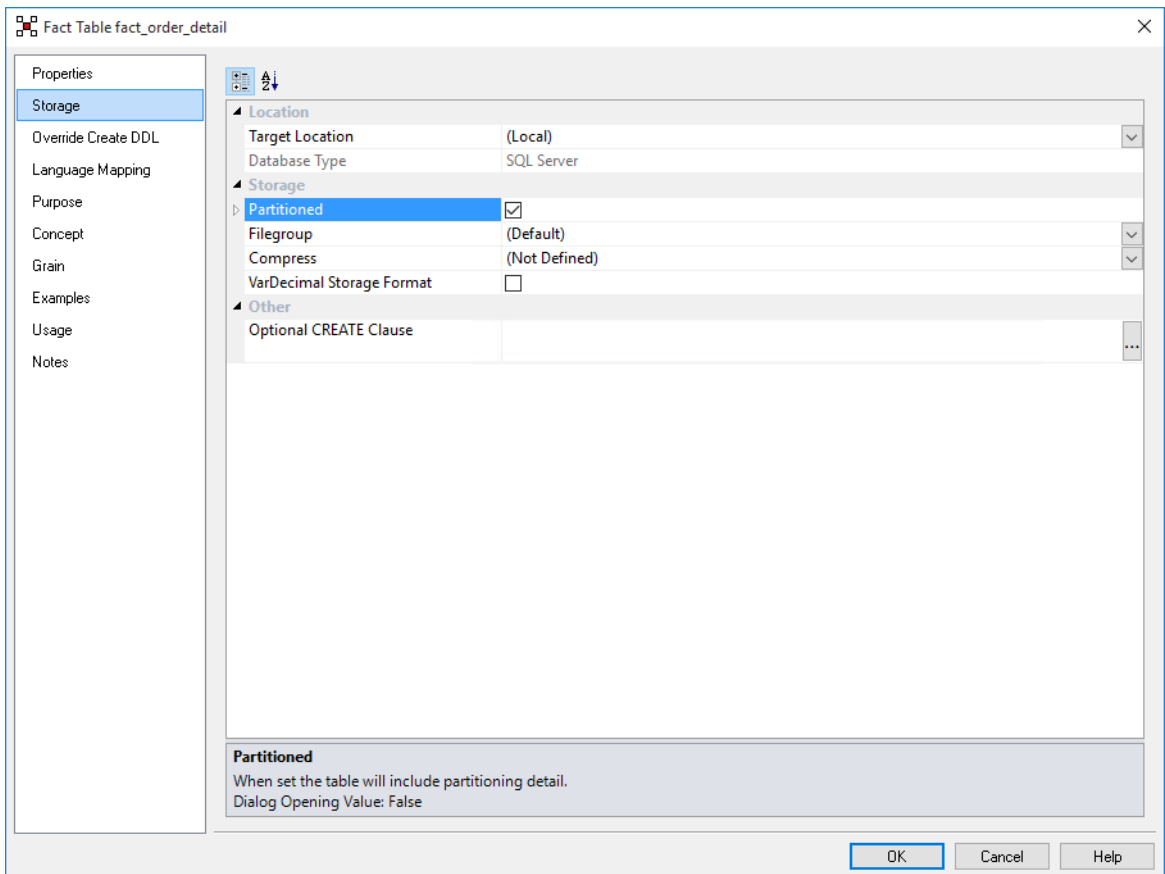 Fact Table fact_order_detail
Properties
Storage
Override Create DDL
Language Mapping
Purpose
Concept
Grain
Examples
Usage
Notes
Location
Target Location (Local)
Database Type SQL Server
Storage
Partitioned
Filegroup (Default)
Compress (Not Defined)
VarDecimal Storage Format
Other
Optional CREATE Clause
...
Partitioned
When set the table will include partitioning detail.
Dialog Opening Value: False
OK Cancel Help